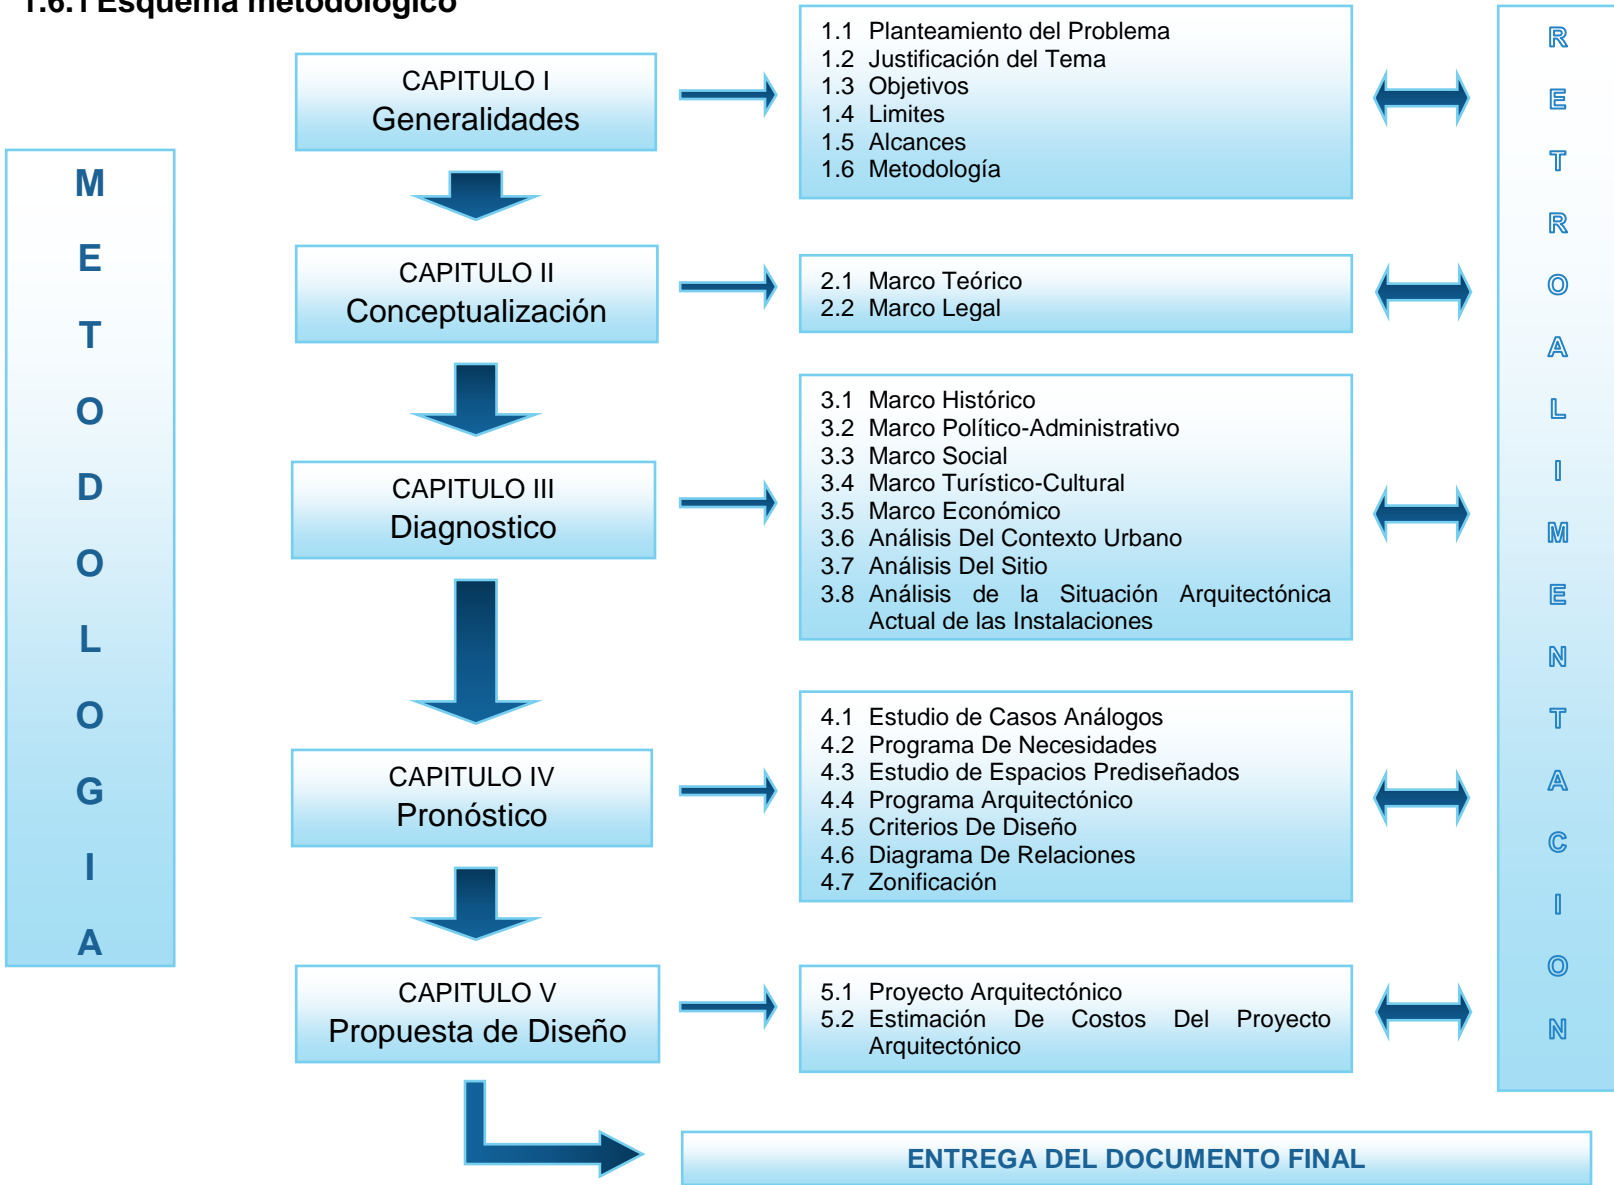 1.6.1 Esquema metodológico
METODOLOGIA
CAPITULO I
Generalidades
1.1 Planteamiento del Problema
1.2 Justificación del Tema
1.3 Objetivos
1.4 Limites
1.5 Alcances
1.6 Metodología
CAPITULO II
Conceptualización
2.1 Marco Teórico
2.2 Marco Legal
CAPITULO III
Diagnostico
3.1 Marco Histórico
3.2 Marco Político-Administrativo
3.3 Marco Social
3.4 Marco Turístico-Cultural
3.5 Marco Económico
3.6 Análisis Del Contexto Urbano
3.7 Análisis Del Sitio
3.8 Análisis de la Situación Arquitectónica
Actual de las Instalaciones
CAPITULO IV
Pronóstico
4.1 Estudio de Casos Análogos
4.2 Programa De Necesidades
4.3 Estudio de Espacios Prediseñados
4.4 Programa Arquitectónico
4.5 Criterios De Diseño
4.6 Diagrama De Relaciones
4.7 Zonificación
CAPITULO V
Propuesta de Diseño
5.1 Proyecto Arquitectónico
5.2 Estimación De Costos Del Proyecto
Arquitectónico
RETROALIMENTACION
ENTREGA DEL DOCUMENTO FINAL